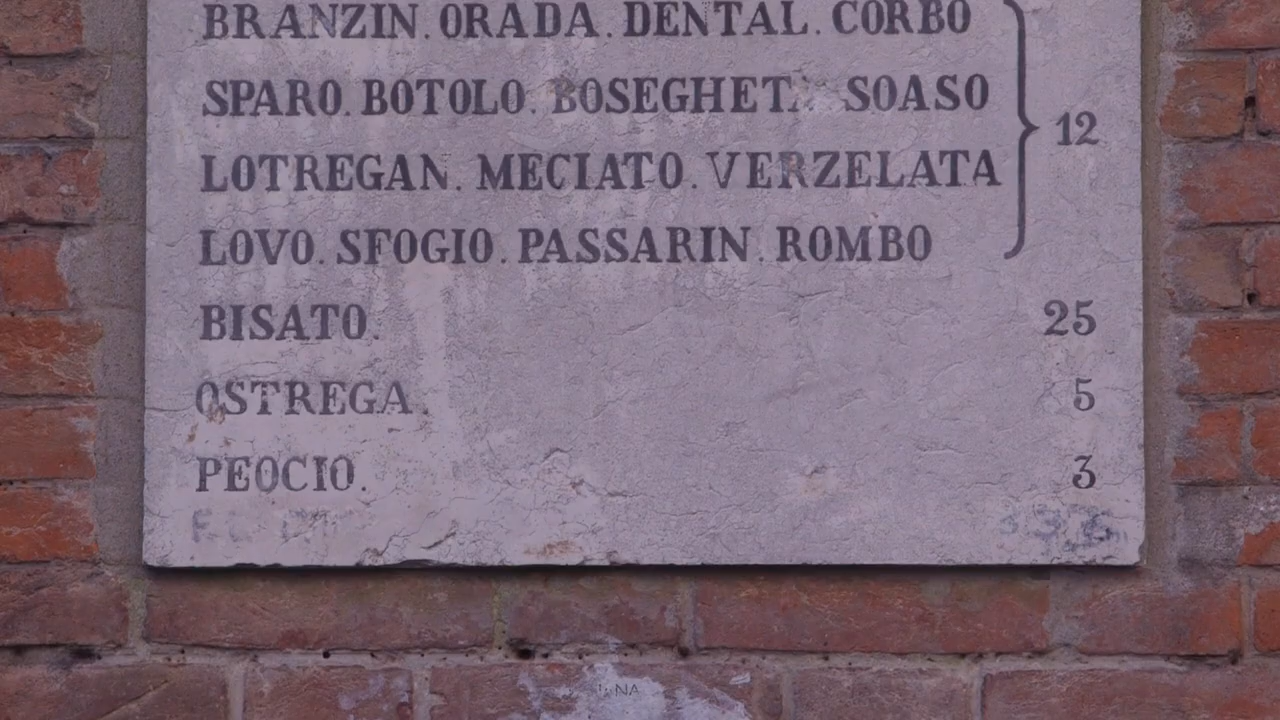 BRANZIN. ORADA. DENTAL. CORBO
SPARO. BOTOLO. BOSEGHETA SOASO
LOTREGAN. MECIATO. VERZELATA
LOVO. SFOGIO. PASSARIN. ROMBO
12
BISATO. 25
OSTREGA. 5
PEOCIO. 3